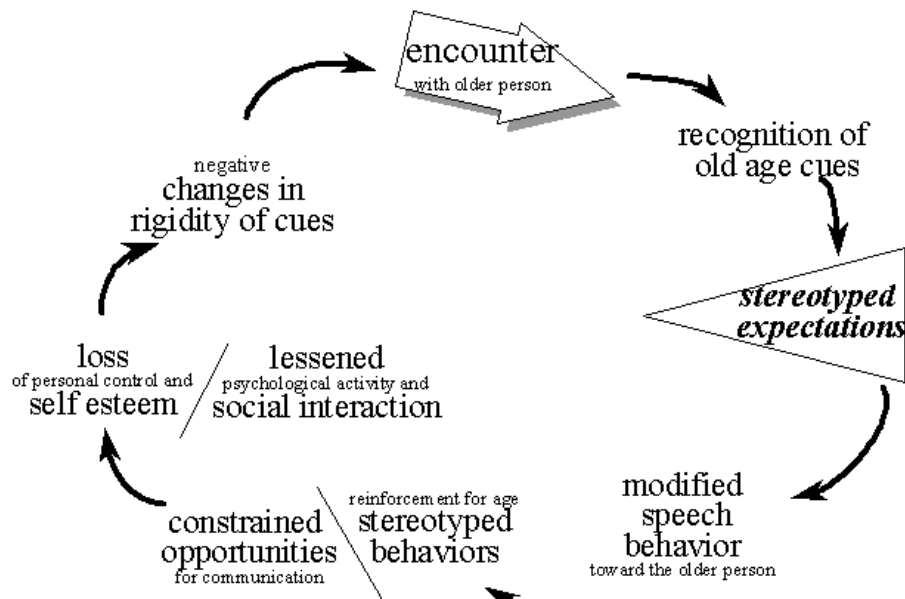 encounter
with older person
recognition of
old age cues
stereotyped
expectations
modified
speech
behavior
toward the older person
reinforcement for age
stereotyped
behaviors
constrained
opportunities
for communication
loss
of personal control and
self esteem
lessened
psychological activity and
social interaction
negative
changes in
rigidity of cues